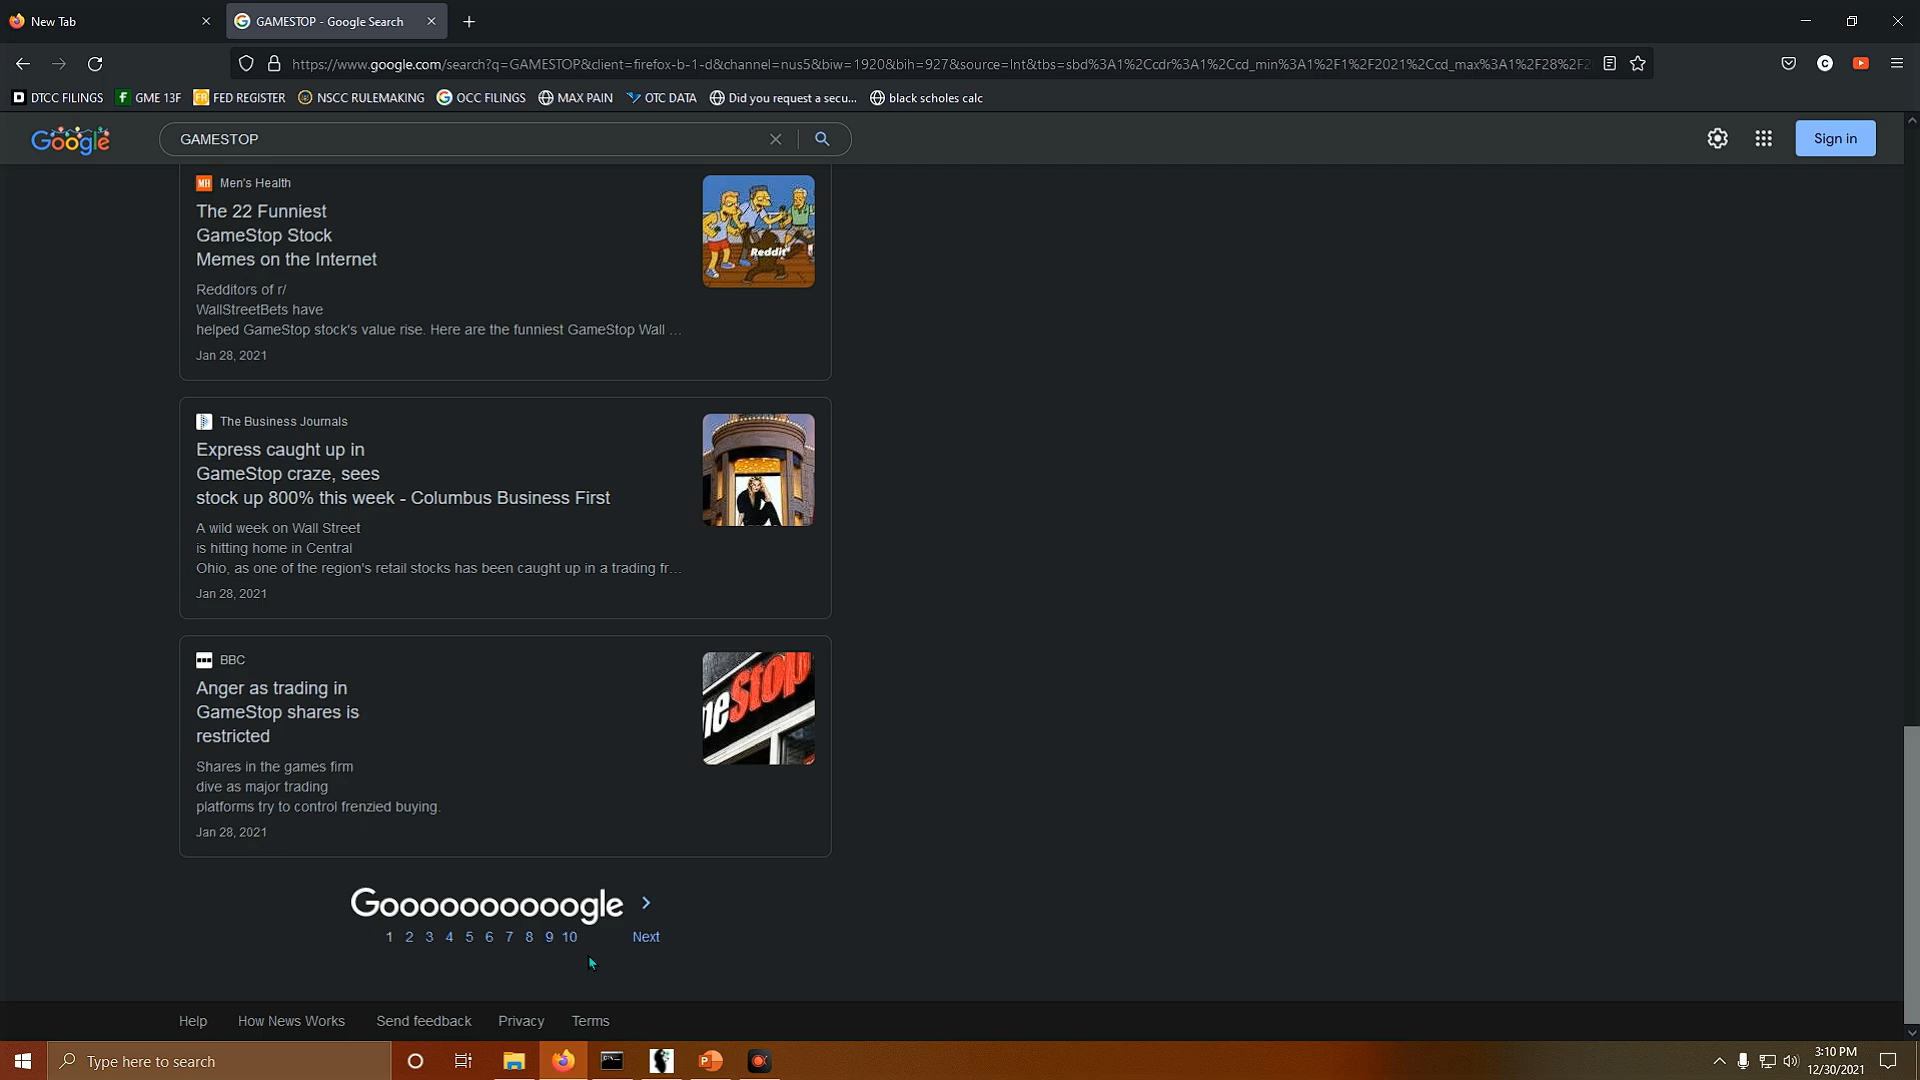 New Tab
GAMESTOP - Google Search
https://www.google.com/search?q=GAMESTOP&client=firefox-b-1-d&channel=nus5&biw=1920&bih=927&source=lnt&tbs=sbd%3A1%2Ccdr%3A1%2Ccd_min%3A1%2F1%2F2021%2Ccd_max%3A1%2F28%2F2
DTCC FILINGS
GME 13F
FED REGISTER
NSCC RULEMAKING
OCC FILINGS
MAX PAIN
OTC DATA
Did you request a secu...
black scholes calc
Google
GAMESTOP
Sign in
MH Men's Health
The 22 Funniest
GameStop Stock
Memes on the Internet
Reddit
Redditors of r/
WallStreetBets have
helped GameStop stock's value rise. Here are the funniest GameStop Wall ...
Jan 28, 2021
The Business Journals
Express caught up in
GameStop craze, sees
stock up 800% this week - Columbus Business First
A wild week on Wall Street
is hitting home in Central
Ohio, as one of the region's retail stocks has been caught up in a trading fr...
Jan 28, 2021
BBC
Anger as trading in
GameStop shares is
restricted
meStop
Shares in the games firm
dive as major trading
platforms try to control frenzied buying.
Jan 28, 2021
Goooooooooogle
1 2 3 4 5 6 7 8 9 10 Next
Help How News Works Send feedback Privacy Terms
Type here to search
3:10 PM
12/30/2021